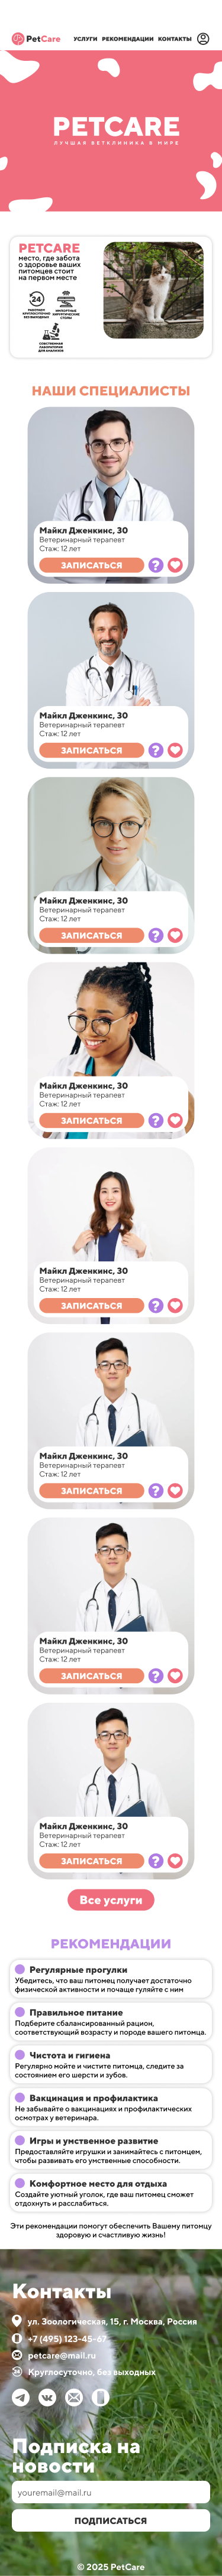 PetCare
УСЛУГИ РЕКОМЕНДАЦИИ КОНТАКТЫ
PETCARE
ЛУЧШАЯ ВЕТКЛИНИКА В МИРЕ
PETCARE
место, где забота
о здоровье ваших
питомцев стоит
на первом месте
24
РАБОТАЕТ
КРУГЛОСУТОЧНО
БЕЗ ВЫХОДНЫХ
ИМПОРТНЫЕ
ХИРУРГИЧЕСКИЕ
СТОЛЫ
СОБСТВЕННАЯ
ЛАБОРАТОРИЯ
ДЛЯ АНАЛИЗОВ
НАШИ СПЕЦИАЛИСТЫ
Майкл Дженкинс, 30
Ветеринарный терапевт
Стаж: 12 лет
ЗАПИСАТЬСЯ ?
Майкл Дженкинс, 30
Ветеринарный терапевт
Стаж: 12 лет
ЗАПИСАТЬСЯ ?
Майкл Дженкинс, 30
Ветеринарный терапевт
Стаж: 12 лет
ЗАПИСАТЬСЯ ?
Майкл Дженкинс, 30
Ветеринарный терапевт
Стаж: 12 лет
ЗАПИСАТЬСЯ ?
Майкл Дженкинс, 30
Ветеринарный терапевт
Стаж: 12 лет
ЗАПИСАТЬСЯ ?
Майкл Дженкинс, 30
Ветеринарный терапевт
Стаж: 12 лет
ЗАПИСАТЬСЯ ?
Майкл Дженкинс, 30
Ветеринарный терапевт
Стаж: 12 лет
ЗАПИСАТЬСЯ ?
Майкл Дженкинс, 30
Ветеринарный терапевт
Стаж: 12 лет
ЗАПИСАТЬСЯ ?
Все услуги
РЕКОМЕНДАЦИИ
Регулярные прогулки
Убедитесь, что ваш питомец получает достаточно
физической активности и почаще гуляйте с ним
Правильное питание
Подберите сбалансированный рацион,
соответствующий возрасту и породе вашего питомца.
Чистота и гигиена
Регулярно мойте и чистите питомца, следите за
состоянием его шерсти и зубов.
Вакцинация и профилактика
Не забывайте о вакцинациях и профилактических
осмотрах у ветеринара.
Игры и умственное развитие
Предоставляйте игрушки и занимайтесь с питомцем,
чтобы развивать его умственные способности.
Комфортное место для отдыха
Создайте уютный уголок, где ваш питомец сможет
отдохнуть и расслабиться.
Эти рекомендации помогут обеспечить Вашему питомцу
здоровую и счастливую жизнь!
Контакты
ул. Зоологическая, 15, г. Москва, Россия
+7 (495) 123-45-67
petcare@mail.ru
24 Круглосуточно, без выходных
Подписка на
новости
youremail@mail.ru
ПОДПИСАТЬСЯ
© 2025 PetCare